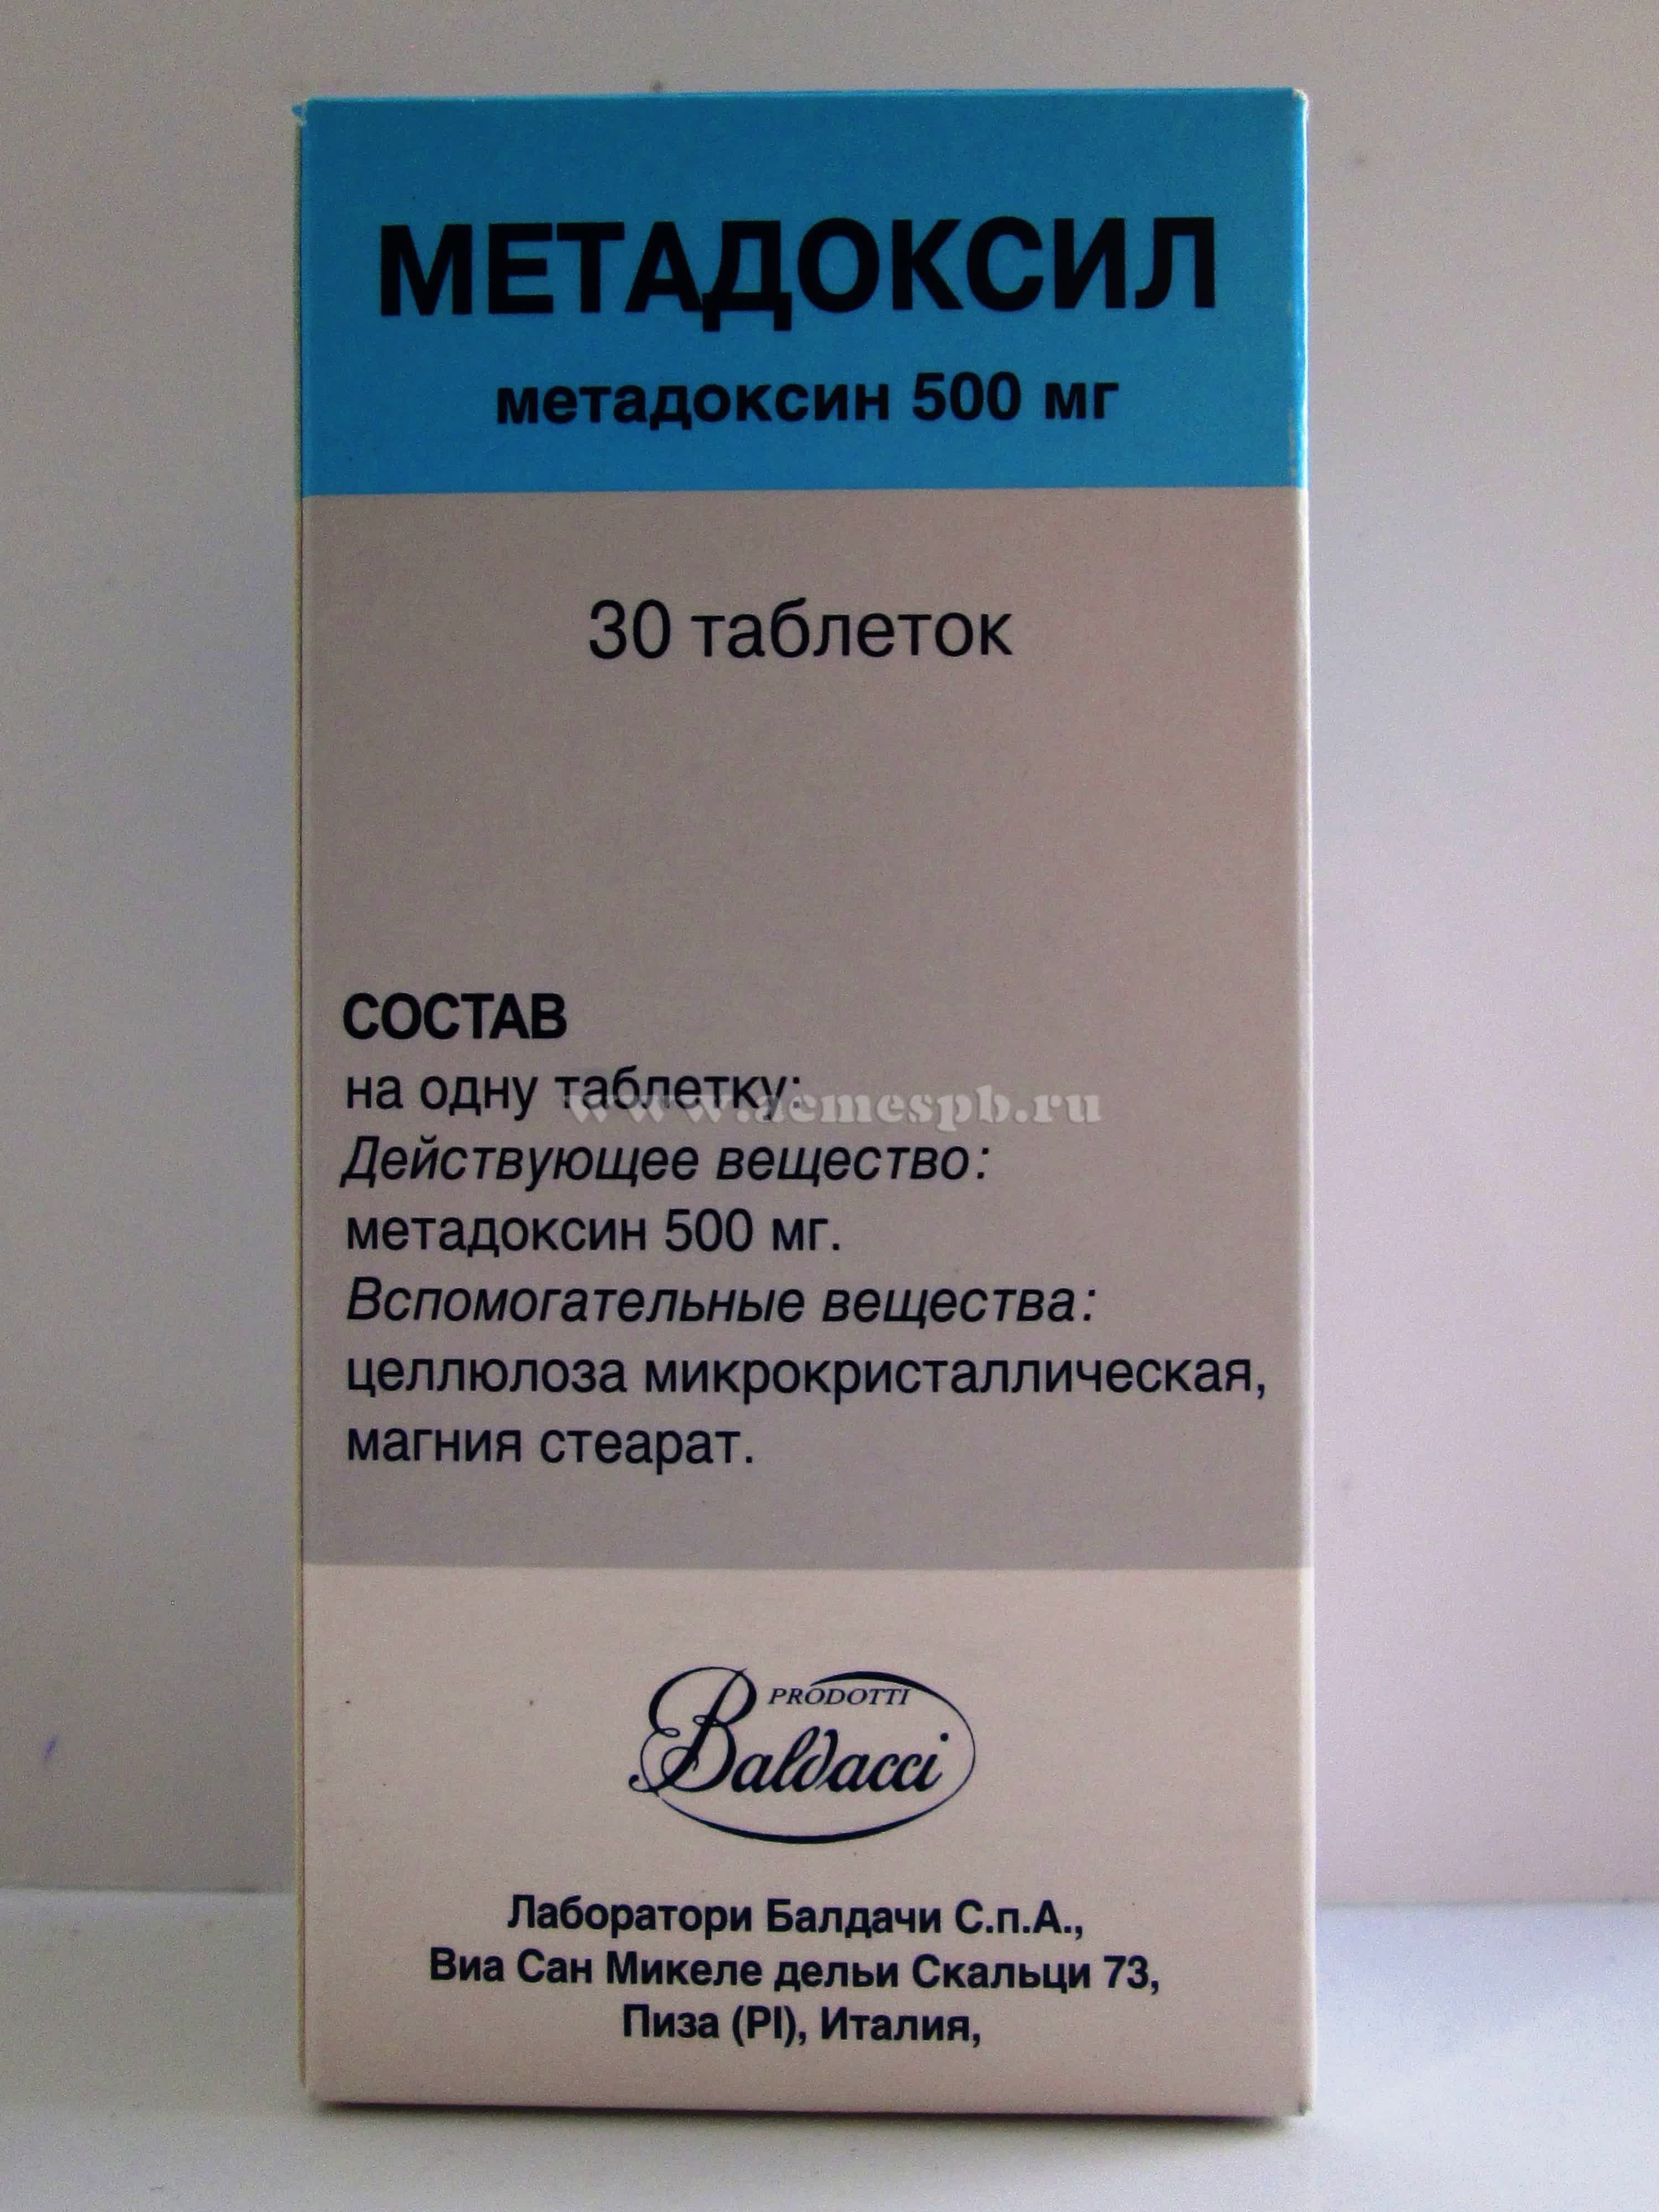 МЕТАДОКСИЛ
метадоксин 500 мг
30 таблеток
СОСТАВ
на одну таблетку:
www.acmespb.ru
Действующее вещество:
метадоксин 500 мг.
Вспомогательные вещества:
целлюлоза микрокристаллическая,
магния стеарат.
PRODOTTI
Baldacci
Лаборатори Балдачи С.п.А.,
Виа Сан Микеле дельи Скальци 73,
Пиза (PI), Италия,